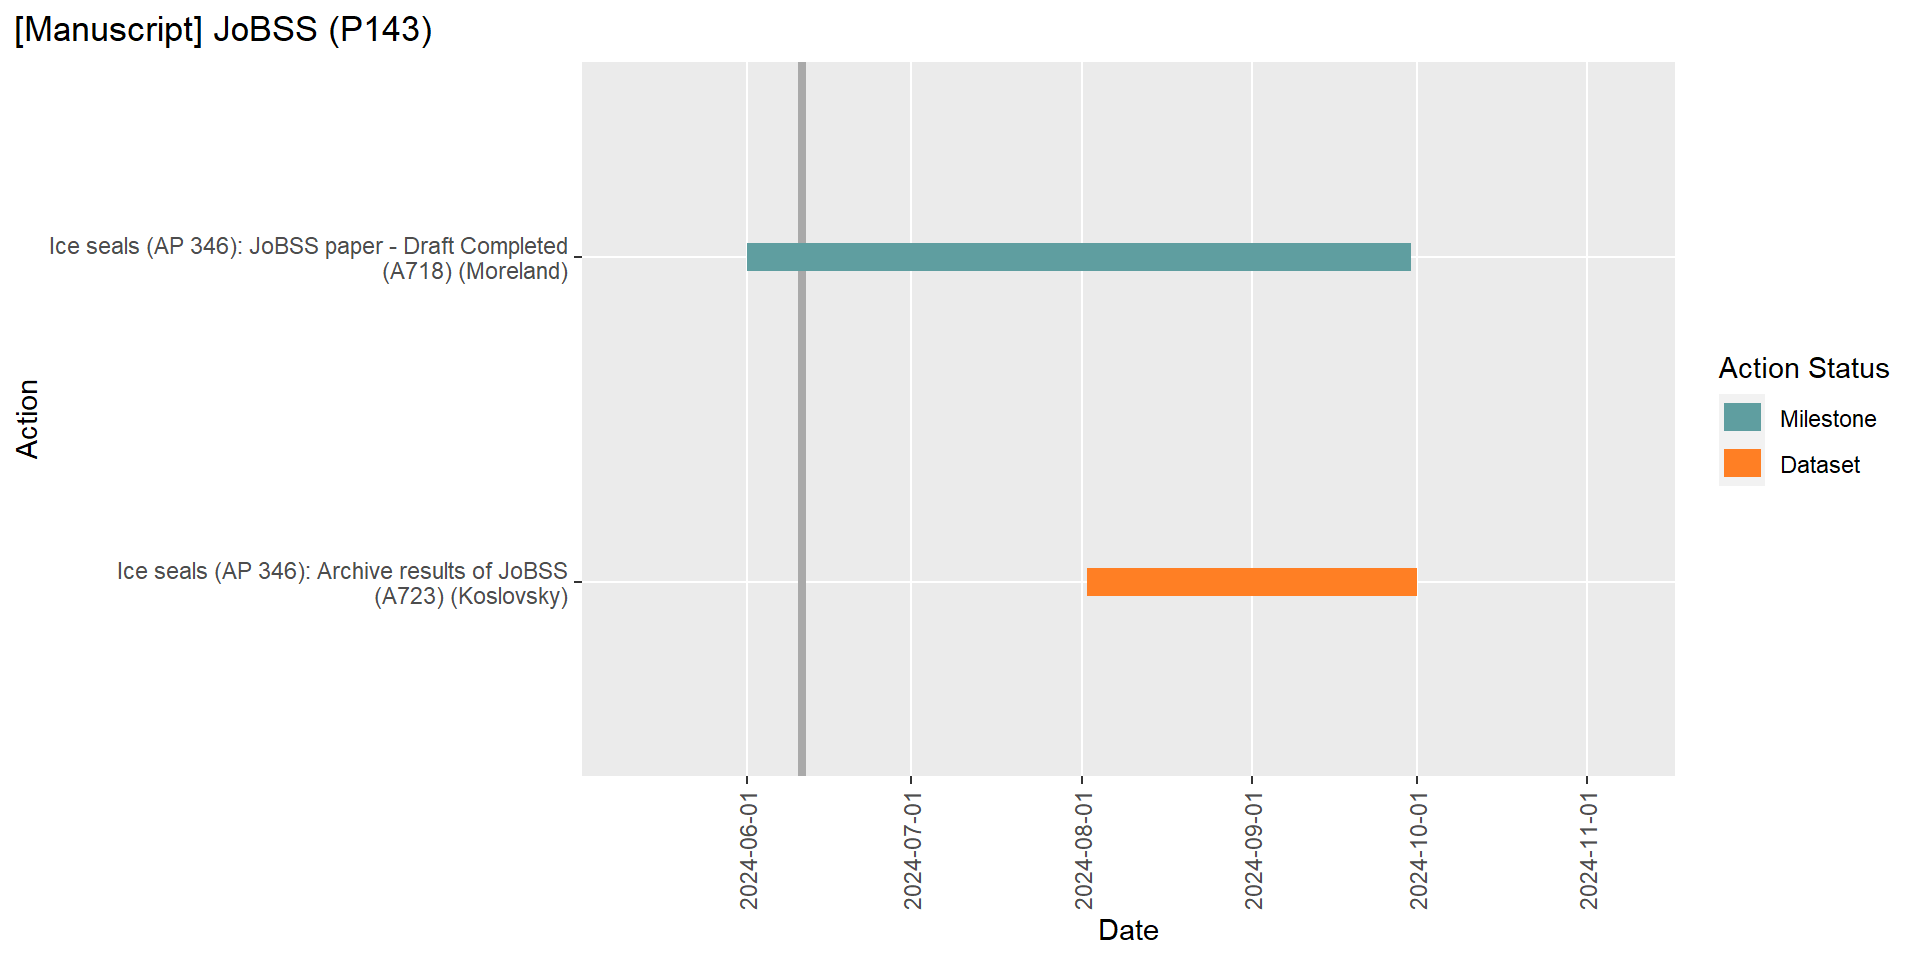 [Manuscript] JoBSS (P143)
Ice seals (AP 346): JoBSS paper - Draft Completed
(A718) (Moreland)
Ice seals (AP 346): Archive results of JoBSS
(A723) (Koslovsky)
Action
2024-06-01
2024-07-01
2024-08-01
2024-09-01
2024-10-01
2024-11-01
Date
Action Status
Milestone
Dataset